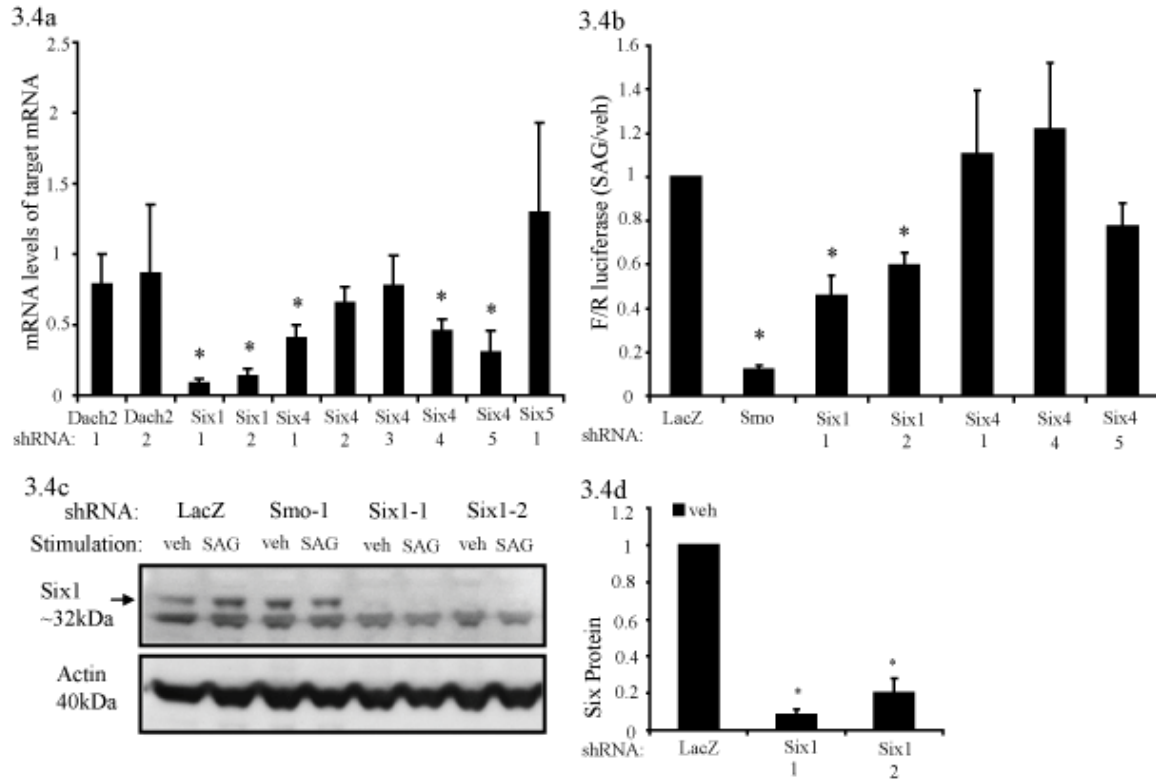 3.4a
mRNA levels of target mRNA
2.5
2
1.5
1
0.5
0
* * * * *
Dach2 Dach2 Six1 Six1 Six4 Six4 Six4 Six4 Six4 Six5
shRNA: 1 2 1 2 1 2 3 4 5 1
3.4b
F/R luciferase (SAG/veh)
1.6
1.4
1.2
1
0.8
0.6
0.4
0.2
0
* * *
LacZ Smo Six1 Six1 Six4 Six4 Six4
shRNA: 1 2 1 4 5
3.4c
shRNA: LacZ Smo-1 Six1-1 Six1-2
Stimulation: veh SAG veh SAG veh SAG veh SAG
Six1
~32kDa
Actin
40kDa
3.4d
veh
Six Protein
1.2
1
0.8
0.6
0.4
0.2
0
* *
LacZ Six1 Six1
shRNA: 1 2